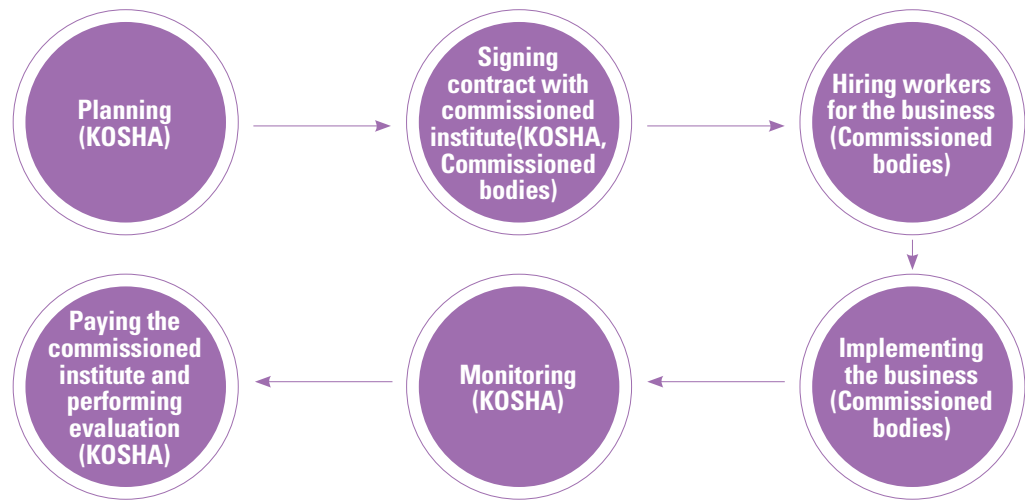 Planning
(KOSHA)
Signing
contract with
commissioned
institute(KOSHA,
Commissioned
bodies)
Hiring workers
for the business
(Commissioned
bodies)
Implementing
the business
(Commissioned
bodies)
Monitoring
(KOSHA)
Paying the
commissioned
institute and
performing
evaluation
(KOSHA)